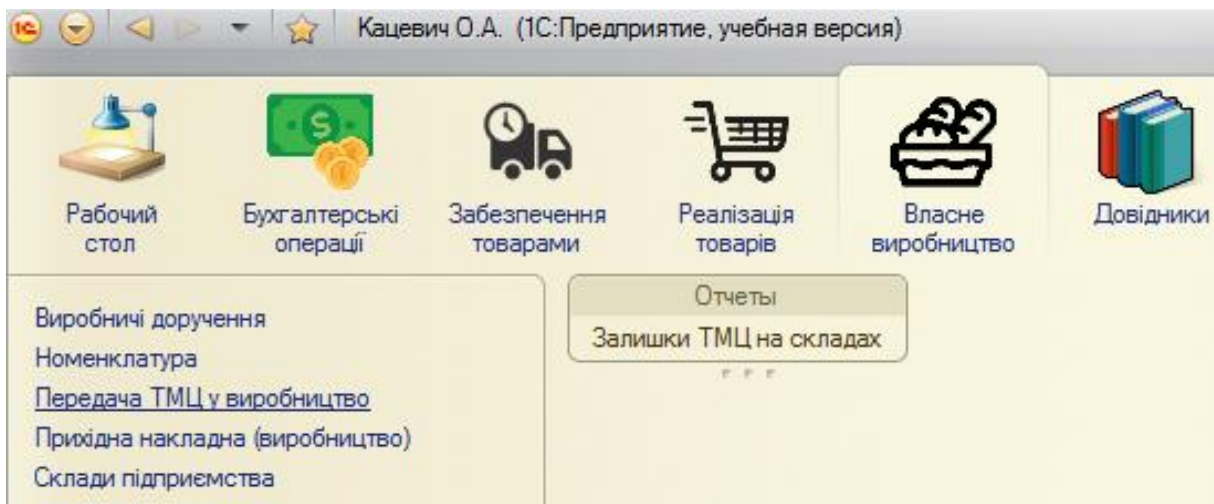 1С Кацевич О.А. (1С:Предприятие, учебная версия)
Рабочий стол
Бухгалтерські операції
Забезпечення товарами
Реалізація товарів
Власне виробництво
Довідники
Виробничі доручення
Номенклатура
Передача ТМЦ у виробництво
Прихідна накладна (виробництво)
Склади підприємства
Отчеты
Залишки ТМЦ на складах